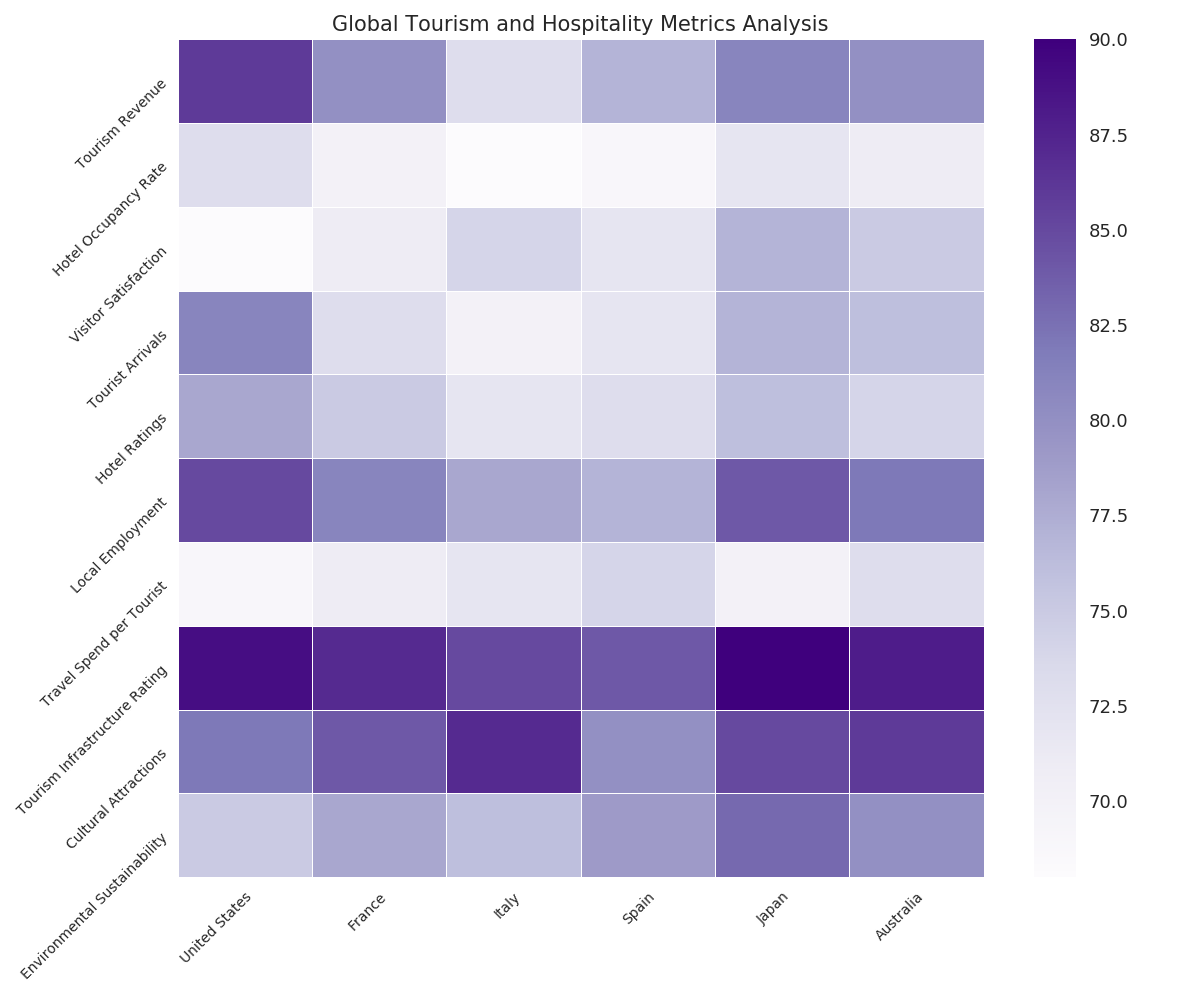 Global Tourism and Hospitality Metrics Analysis
Tourism Revenue
Hotel Occupancy Rate
Visitor Satisfaction
Tourist Arrivals
Hotel Ratings
Local Employment
Travel Spend per Tourist
Tourism Infrastructure Rating
Cultural Attractions
Environmental Sustainability
United States
France
Italy
Spain
Japan
Australia
90.0
87.5
85.0
82.5
80.0
77.5
75.0
72.5
70.0